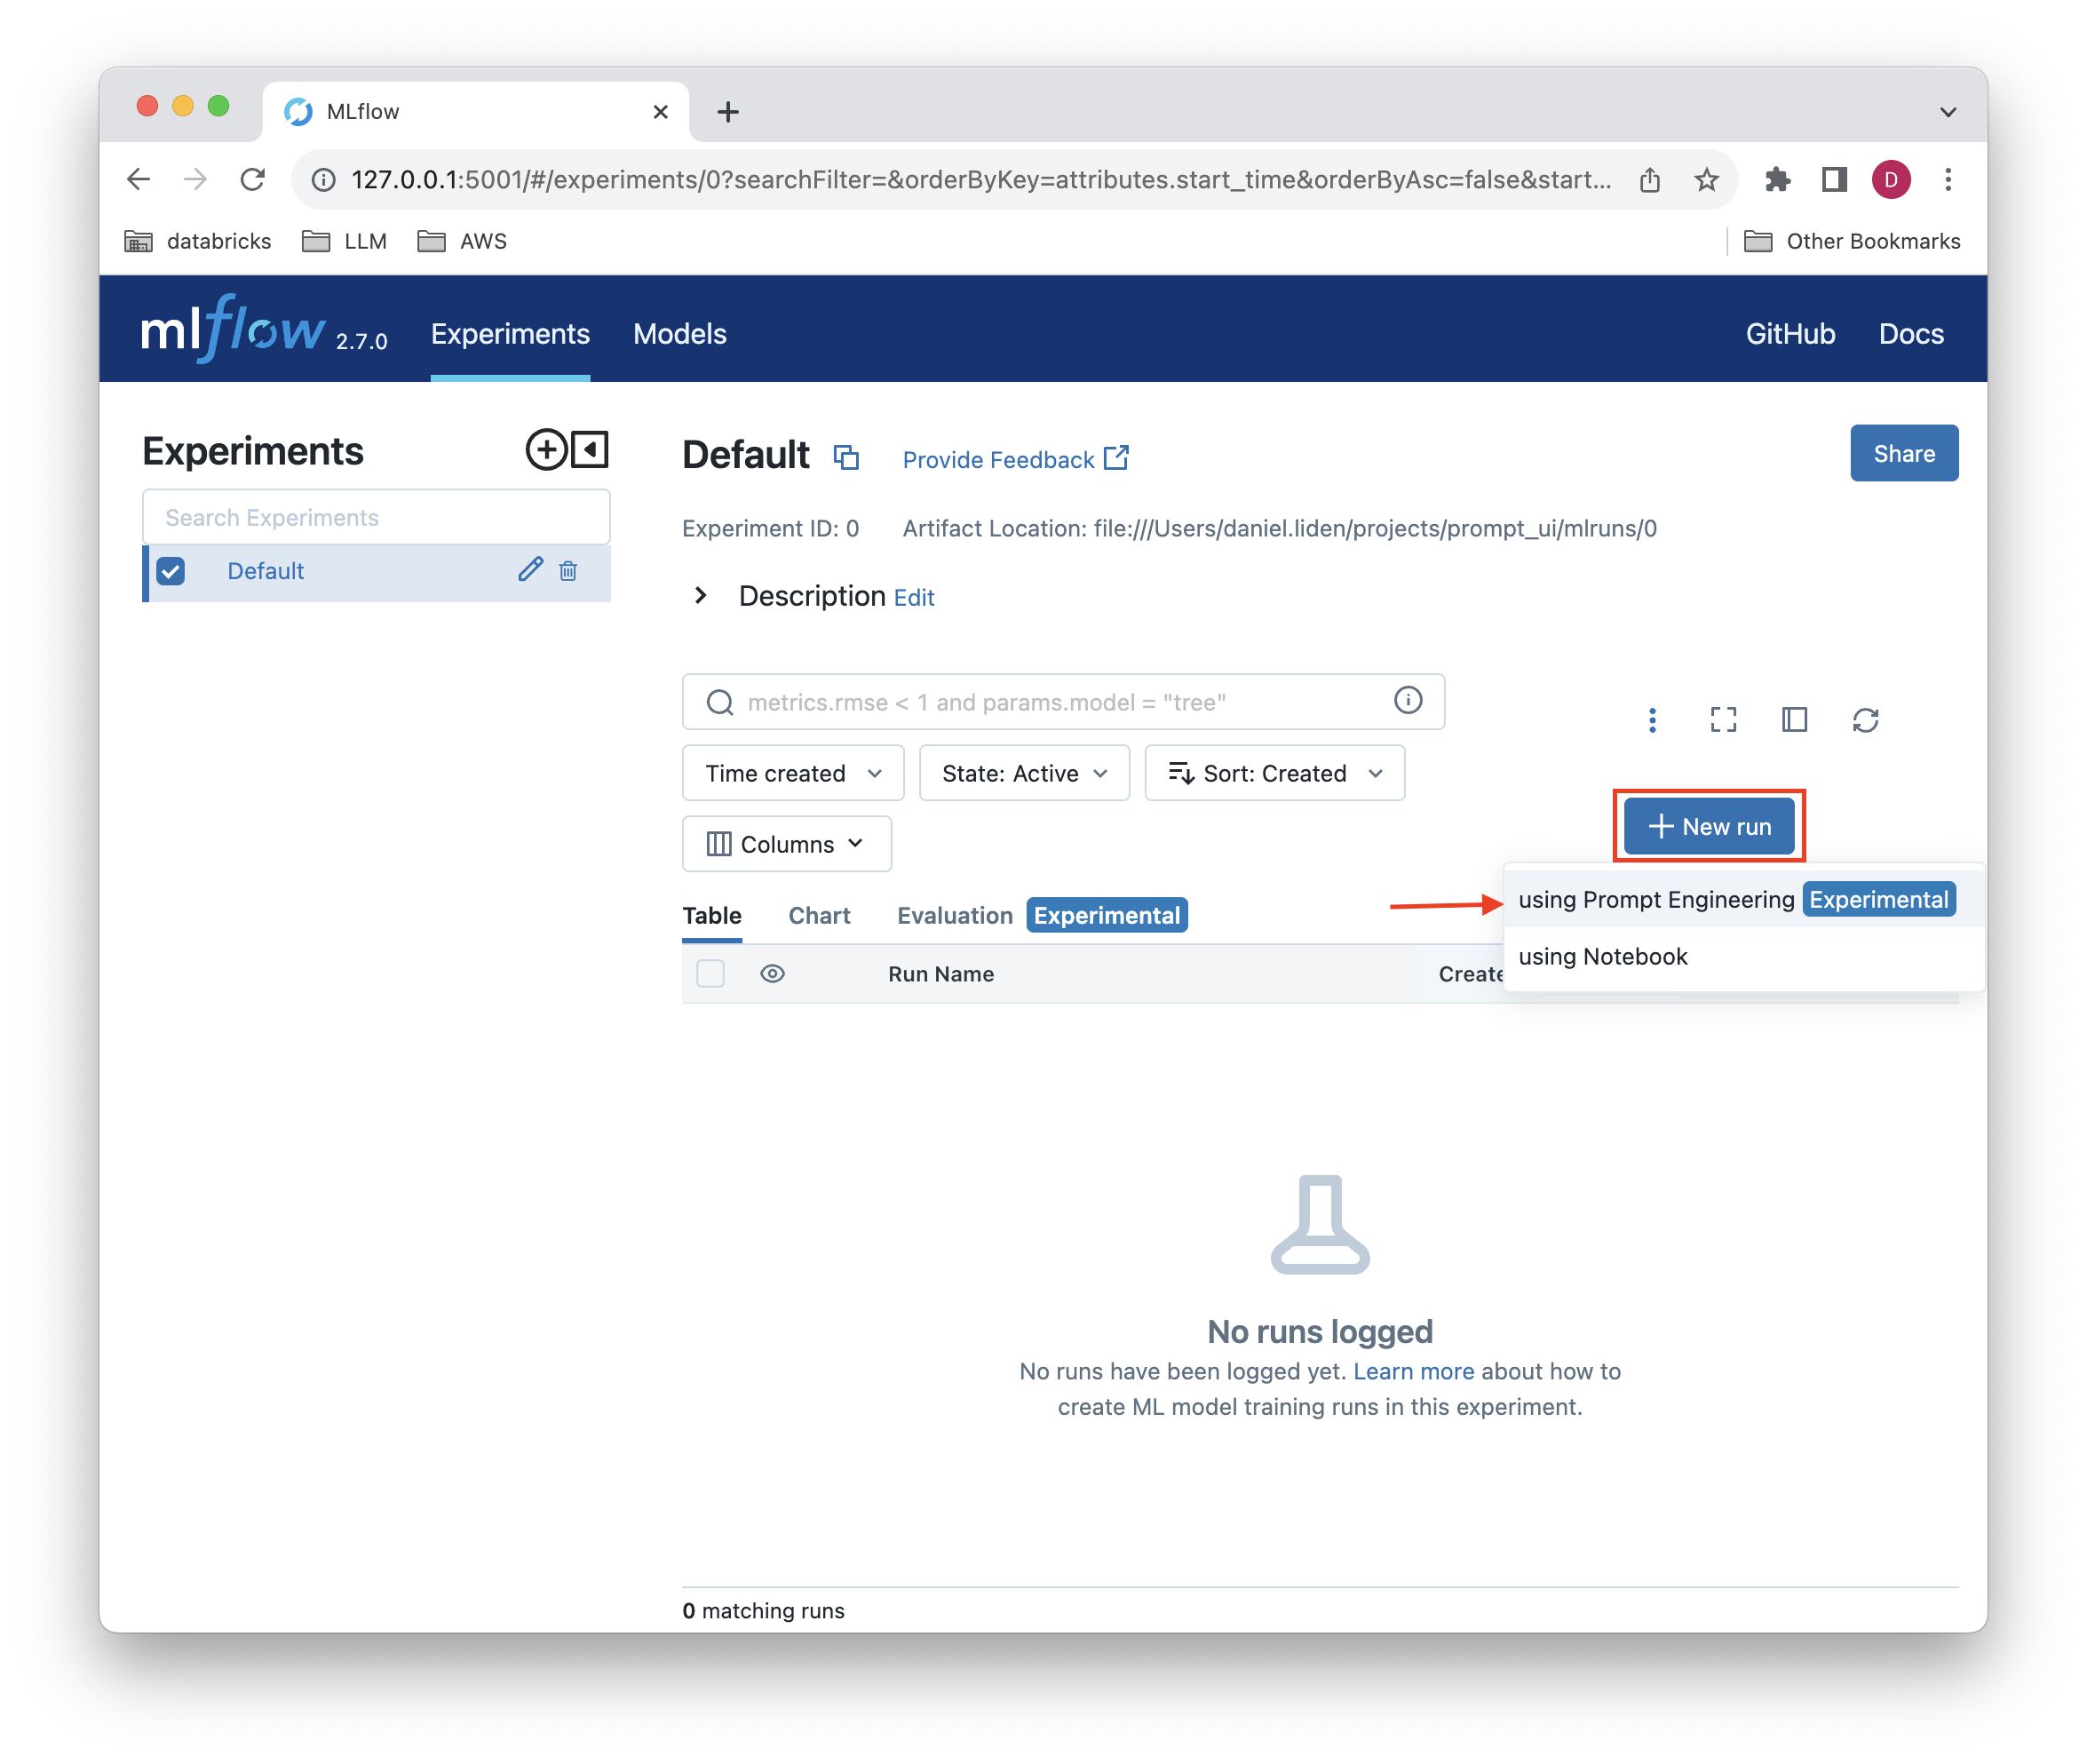 MLflow
127.0.0.1:5001/#/experiments/0?searchFilter=&orderByKey=attributes.start_time&orderByAsc=false&start...
D
databricks LLM AWS Other Bookmarks
mlflow 2.7.0 Experiments Models GitHub Docs
Experiments
Search Experiments
Default
Default Provide Feedback Share
Experiment ID: 0 Artifact Location: file:///Users/daniel.liden/projects/prompt_ui/mlruns/0
Description Edit
metrics.rmse < 1 and params.model = "tree"
Time created State: Active Sort: Created
Columns
New run
using Prompt Engineering Experimental
using Notebook
Table Chart Evaluation Experimental
Run Name Create
No runs logged
No runs have been logged yet. Learn more about how to
create ML model training runs in this experiment.
0 matching runs